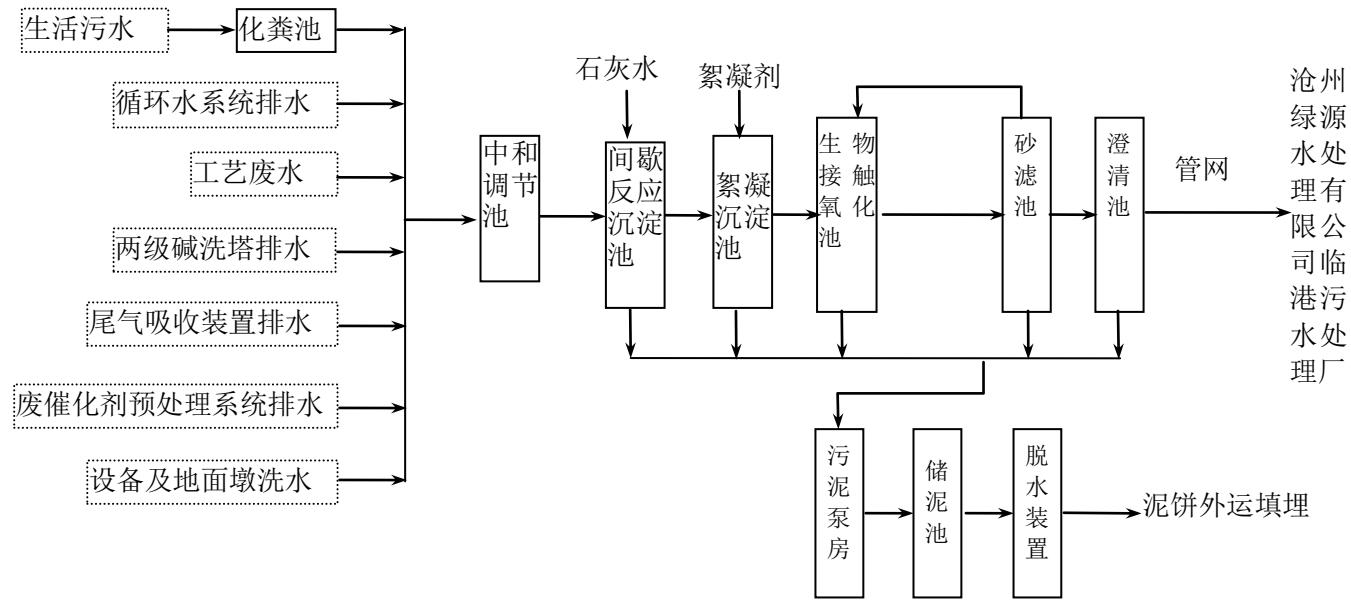 生活污水
化粪池
循环水系统排水
工艺废水
两级碱洗塔排水
尾气吸收装置排水
废催化剂预处理系统排水
设备及地面墩洗水
中和
调节
池
石灰水
间歇
反应
沉淀
池
絮凝剂
絮凝
沉淀
池
生物
接触
氧化
池
砂
滤
池
澄
清
池
管网
沧州
绿源
水处
理有
限公
司临
港污
水处
理厂
污
泥
泵
房
储
泥
池
脱
水
装
置
泥饼外运填埋